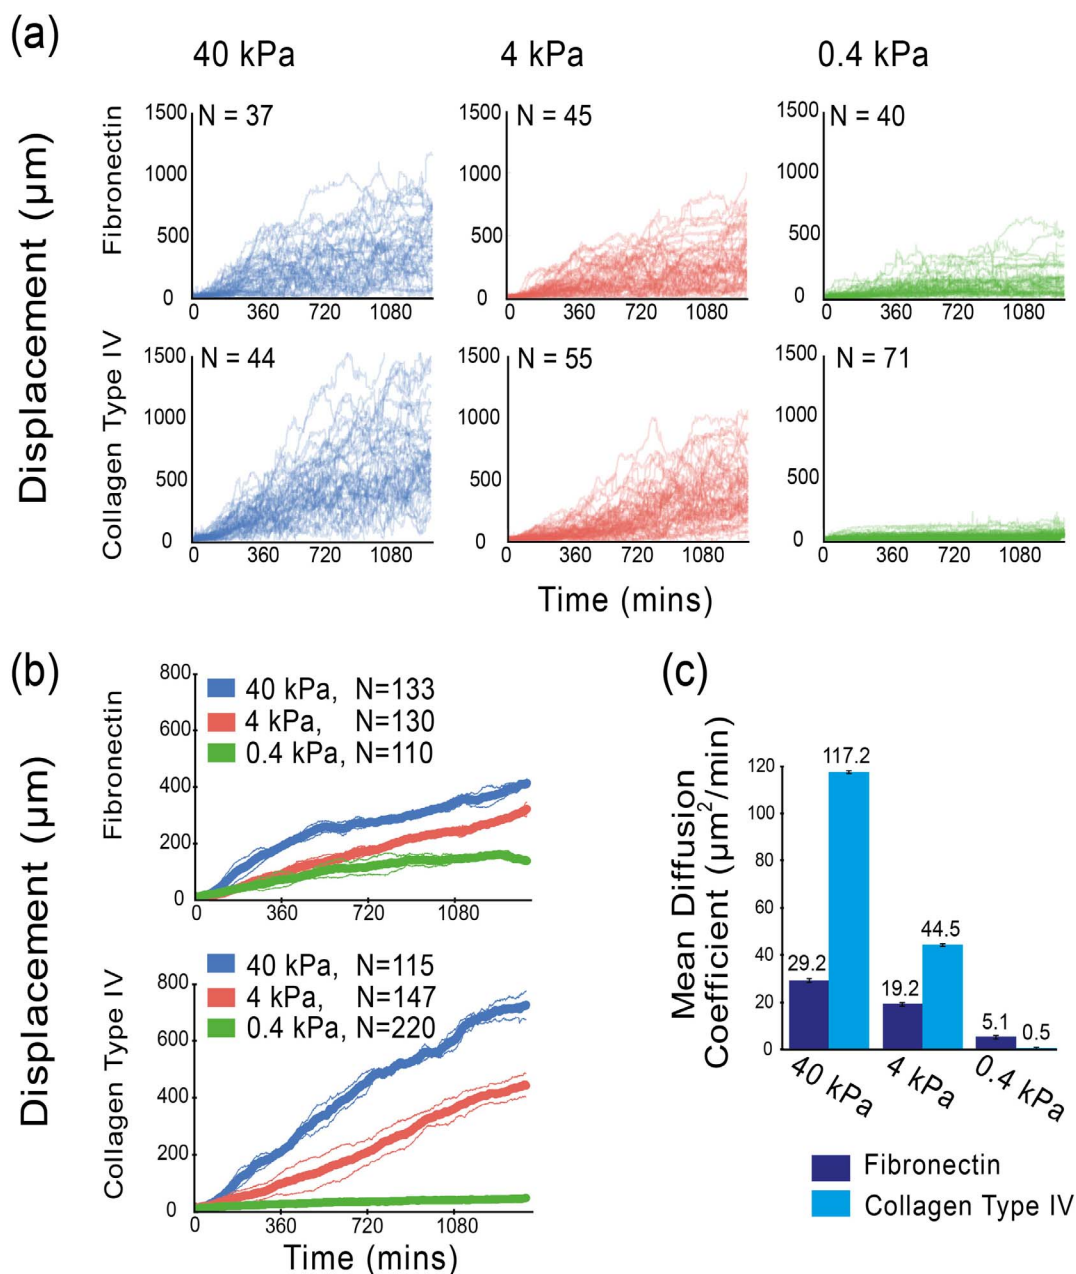 (a)
40 kPa
4 kPa
0.4 kPa
Displacement (µm)
Fibronectin
1500
1000
500
0
N = 37
0 360 720 1080
1500
1000
500
0
N = 45
0 360 720 1080
1500
1000
500
0
N = 40
0 360 720 1080
Collagen Type IV
1500
1000
500
0
N = 44
0 360 720 1080
1500
1000
500
0
N = 55
0 360 720 1080
1500
1000
500
0
N = 71
0 360 720 1080
Time (mins)
(b)
Displacement (µm)
Fibronectin
800
600
400
200
0
40 kPa, N=133
4 kPa, N=130
0.4 kPa, N=110
0 360 720 1080
Collagen Type IV
800
600
400
200
0
40 kPa, N=115
4 kPa, N=147
0.4 kPa, N=220
0 360 720 1080
Time (mins)
(c)
Mean Diffusion
Coefficient (µm²/min)
120
100
80
60
40
20
0
117.2
29.2
44.5
19.2
5.1
0.5
40 kPa
4 kPa
0.4 kPa
Fibronectin
Collagen Type IV